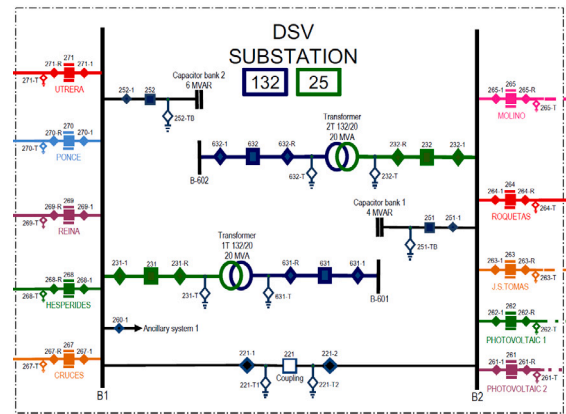 DSV
SUBSTATION
132 25
271
271-R 271-1
271-T
UTRERA
270
270-R 270-1
270-T
PONCE
269
269-R 269-1
269-T
REINA
268
268-R 268-1
268-T
HESPERIDES
267
267-R 267-1
267-T
CRUCES
Capacitor bank 2
6 MVAR
252-1 252
252-TB
Transformer
2T 132/20
20 MVA
632-1 632 632-R
632-T
B-602
232-R 232 232-1
232-T
Capacitor bank 1
4 MVAR
251 251-1
251-TB
Transformer
1T 132/20
20 MVA
231-1 231 231-R
231-T
631-R 631 631-1
631-T
B-601
260-1
Ancillary system 1
221-1 221 221-2
221-T1 Coupling 221-T2
B1
B2
265
265-1 265-R
265-T
MOLINO
264
264-1 264-R
264-T
ROQUETAS
263
263-1 263-R
263-T
J.S.TOMAS
262
262-1 262-R
262-T
PHOTOVOLTAIC 1
261
261-1 261-R
261-T
PHOTOVOLTAIC 2